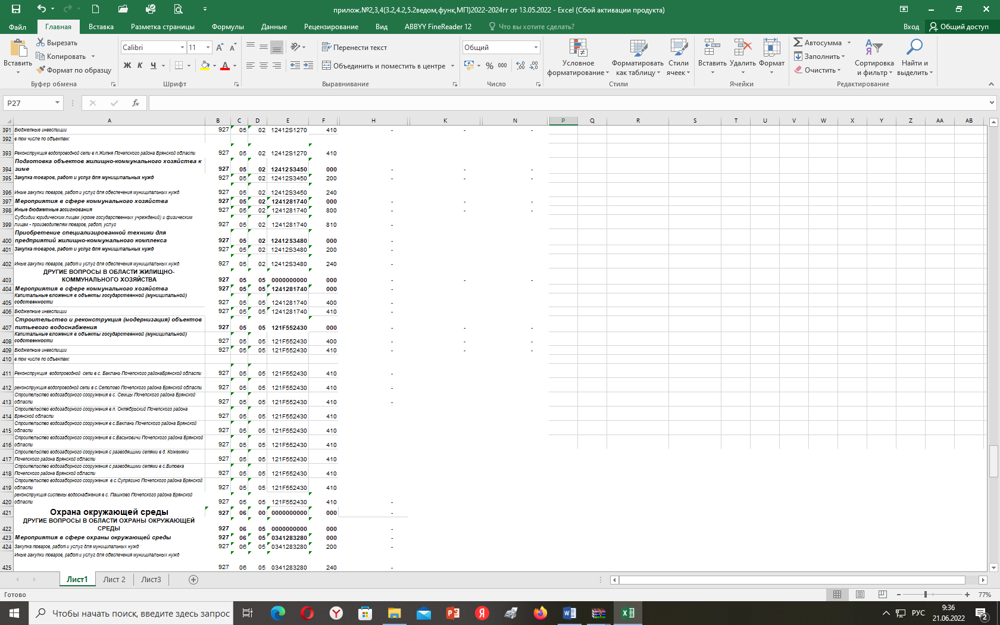 прилож.№2,3,4(3.2,4.2,5.2ведом,функ,МП)2022-2024гг от 13.05.2022 - Excel (Сбой активации продукта)
Файл Главная Вставка Разметка страницы Формулы Данные Рецензирование Вид ABBYY FineReader 12 Что вы хотите сделать? Вход Общий доступ
Вставить Вырезать Копировать Формат по образцу
Calibri 11
Ж К Ч
Перенести текст
Объединить и поместить в центре
Общий
% 000
Условное форматирование Форматировать как таблицу Стили ячеек
Вставить Удалить Формат
Автосумма Заполнить Очистить
Сортировка и фильтр Найти и выделить
Буфер обмена Шрифт Выравнивание Число Стили Ячейки Редактирование
P27 fx
A B C D E F H K N P Q R S T U V W X Y Z AA AB
391 Бюджетные инвестиции 927 05 02 12412S1270 410 - - -
392 в том числе по объектам:
393 Реконструкция водопроводной сети в п.Житня Почепского района Брянской области 927 05 02 12412S1270 410 -
Подготовка объектов жилищно-коммунального хозяйства к
394 зиме 927 05 02 12412S3450 000 - - -
395 Закупка товаров, работ и услуг для муниципальных нужд 927 05 02 12412S3450 200 - - -
396 Иные закупки товаров, работ и услуг для обеспечения муниципальных нужд 927 05 02 12412S3450 240 -
397 Мероприятия в сфере коммунального хозяйства 927 05 02 1241281740 000 - - -
398 Иные бюджетные ассигнования 927 05 02 1241281740 800 - - -
Субсидии юридическим лицам (кроме государственных учреждений) и физическим
399 лицам - производителям товаров, работ, услуг 927 05 02 1241281740 810 -
Приобретение специализированной техники для
400 предприятий жилищно-коммунального комплекса 927 05 02 12412S3480 000 -
401 Закупка товаров, работ и услуг для муниципальных нужд 927 05 02 12412S3480 200 -
402 Иные закупки товаров, работ и услуг для обеспечения муниципальных нужд 927 05 02 12412S3480 240 -
ДРУГИЕ ВОПРОСЫ В ОБЛАСТИ ЖИЛИЩНО-
403 КОММУНАЛЬНОГО ХОЗЯЙСТВА 927 05 05 0000000000 000 - - -
404 Мероприятия в сфере коммунального хозяйства 927 05 05 1241281740 000 -
Капитальные вложения в объекты государственной (муниципальной)
405 собственности 927 05 05 1241281740 400 -
406 Бюджетные инвестиции 927 05 05 1241281740 410 -
Строительство и реконструкция (модернизация) объектов
407 питьевого водоснабжения 927 05 05 121F552430 000 - - -
Капитальные вложения в объекты государственной (муниципальной)
408 собственности 927 05 05 121F552430 400 - - -
409 Бюджетные инвестиции 927 05 05 121F552430 410 - - -
410 в том числе по объектам:
411 Реконструкция водопроводной сети в с. Баклань Почепского районаБрянской области 927 05 05 121F552430 410 -
412 реконструкция водопроводной сети в с.Сетолово Почепского района Брянской области 927 05 05 121F552430 410 -
Строительство водозаборного сооружения в с. Семцы Почепского района Брянской
413 области 927 05 05 121F552430 410 -
Строительство водозаборного сооружения в п. Октябрьский Почепского района
414 Брянской области 927 05 05 121F552430 410
Строительство водозаборного сооружения в с.Баклань Почепского района Брянской
415 области 927 05 05 121F552430 410
Строительство водозаборного сооружения в с.Васьковичи Почепского района Брянской
416 области 927 05 05 121F552430 410
Строительство водозаборного сооружения с разводящими сетями в д. Кожемяки
417 Почепского района Брянской области 927 05 05 121F552430 410
Строительство водозаборного сооружения с разводящими сетями в с.Витовка
418 Почепского района Брянской области 927 05 05 121F552430 410
Строительство водозаборного сооружения в с.Супрягино Почепского района Брянской
419 области 927 05 05 121F552430 410
реконструкция системы водоснабжения в с. Пашково Почепского района Брянской
420 области 927 05 05 121F552430 410 -
421 Охрана окружающей среды 927 06 00 0000000000 000 -
ДРУГИЕ ВОПРОСЫ В ОБЛАСТИ ОХРАНЫ ОКРУЖАЮЩЕЙ
422 СРЕДЫ 927 06 05 0000000000 000 -
423 Мероприятия в сфере охраны окружающей среды 927 06 05 0341283280 000 -
424 Закупка товаров, работ и услуг для муниципальных нужд 927 06 05 0341283280 200 -
Иные закупки товаров, работ и услуг для обеспечения муниципальных нужд
425 927 06 05 0341283280 240 -
Лист1 Лист 2 Лист3
Готово 77%
Чтобы начать поиск, введите здесь запрос РУС 9:36
21.06.2022 2